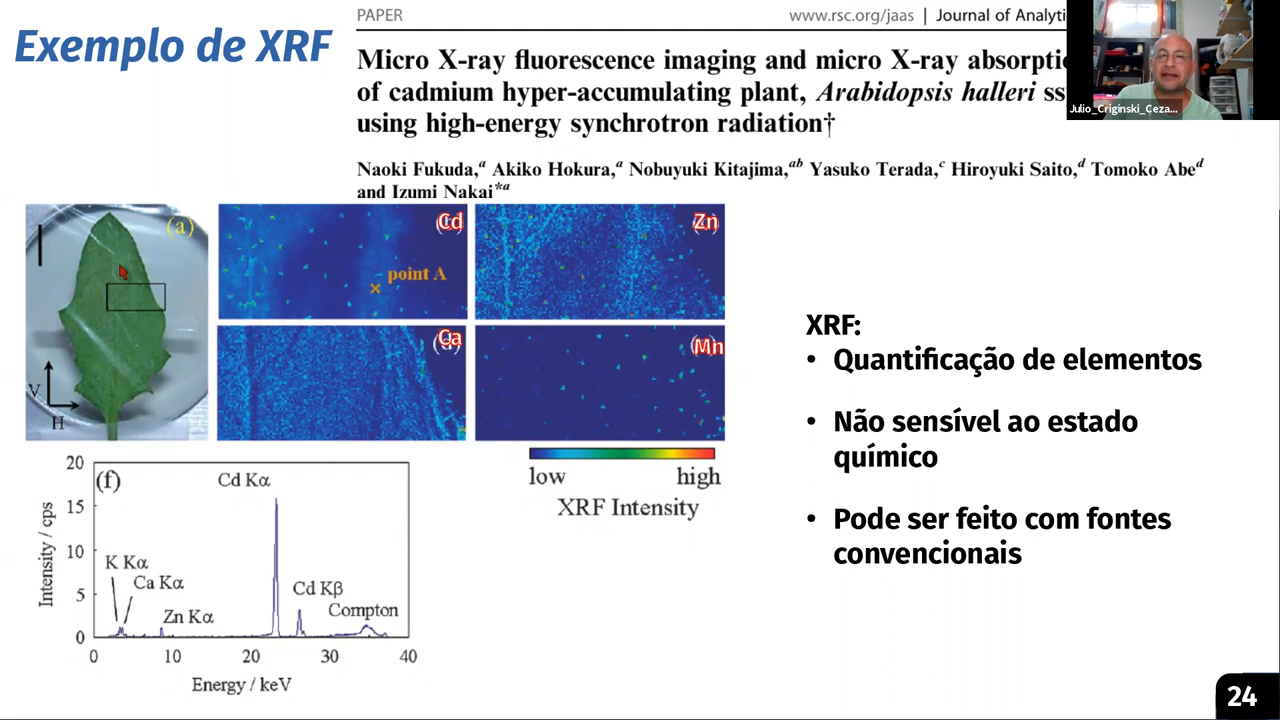 Exemplo de XRF
PAPER
www.rsc.org/jaas | Journal of Analyti
Micro X-ray fluorescence imaging and micro X-ray absorptio
of cadmium hyper-accumulating plant, Arabidopsis halleri ss
using high-energy synchrotron radiation†
Naoki Fukuda,a Akiko Hokura,a Nobuyuki Kitajima,ab Yasuko Terada,c Hiroyuki Saito,d Tomoko Abed
and Izumi Nakai*a
Julio_Criginski_Ceza...
(a)
V
H
Cd
point A
Zn
Ca
Mn
low high
XRF Intensity
(f)
Intensity / cps
20
15
10
5
0
K Kα
Ca Kα
Zn Kα
Cd Kα
Cd Kβ
Compton
0 10 20 30 40
Energy / keV
XRF:
• Quantificação de elementos
• Não sensível ao estado
químico
• Pode ser feito com fontes
convencionais
24